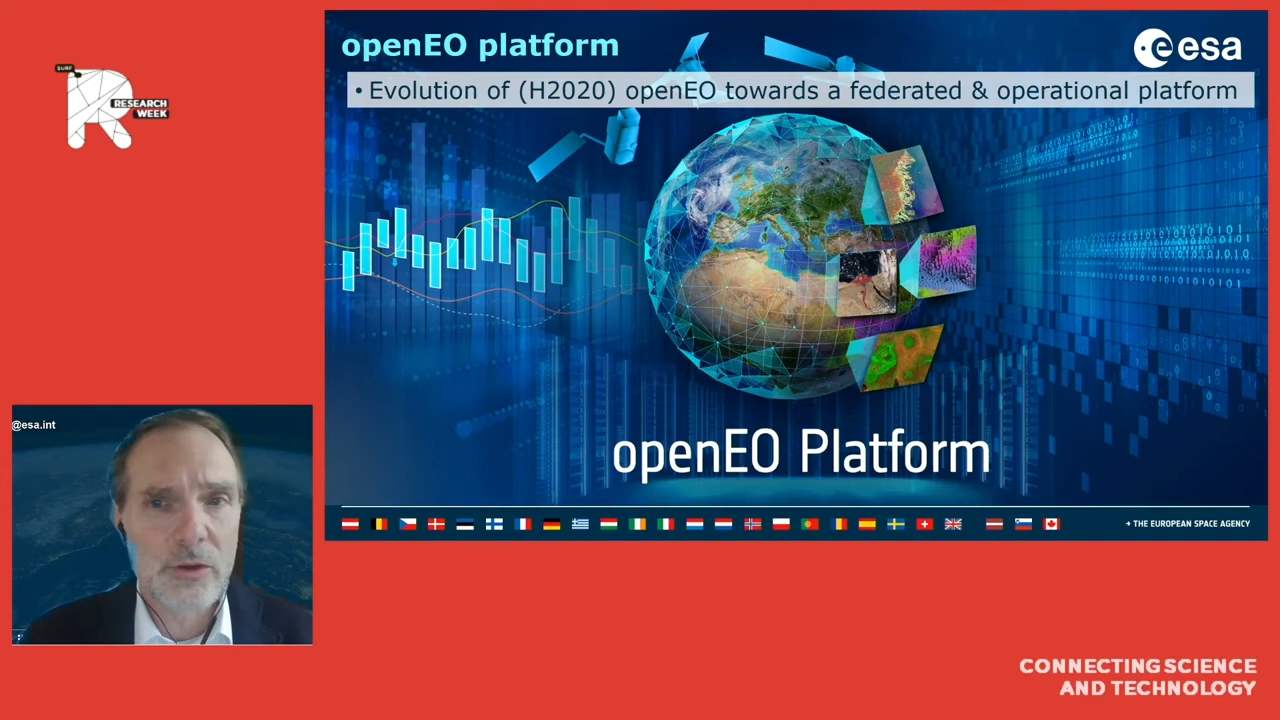 SURF
RESEARCH
WEEK
openEO platform
esa
• Evolution of (H2020) openEO towards a federated & operational platform
openEO Platform
→ THE EUROPEAN SPACE AGENCY
@esa.int
CONNECTING SCIENCE
AND TECHNOLOGY